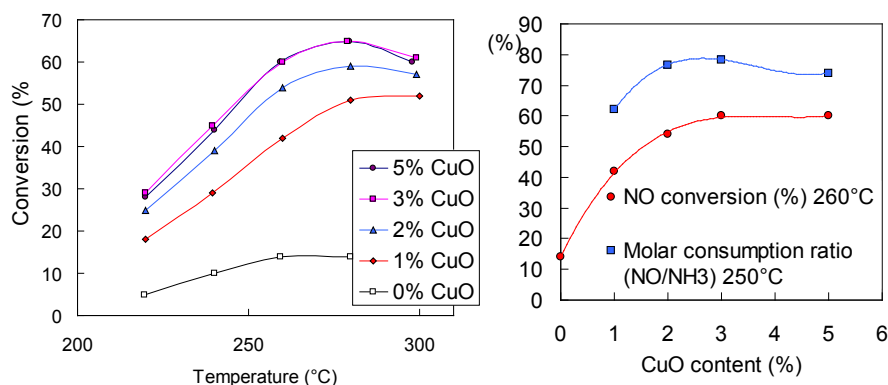 70
60
50
40
30
20
10
0
Conversion (%
200
250
300
Temperature (°C)
5% CuO
3% CuO
2% CuO
1% CuO
0% CuO
(%)
90
80
70
60
50
40
30
20
10
0
NO conversion (%) 260°C
Molar consumption ratio
(NO/NH3) 250°C
0
1
2
3
4
5
6
CuO content (%)